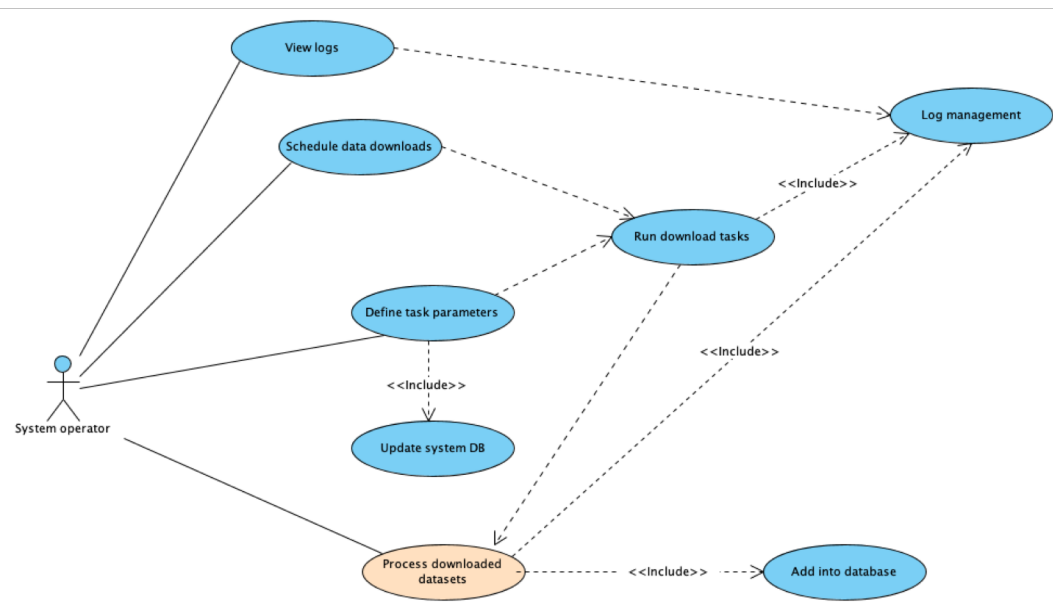 View logs
Log management
Schedule data downloads
<<Include>>
Run download tasks
Define task parameters
<<Include>>
<<Include>>
System operator
Update system DB
Process downloaded
datasets
<<Include>>
Add into database